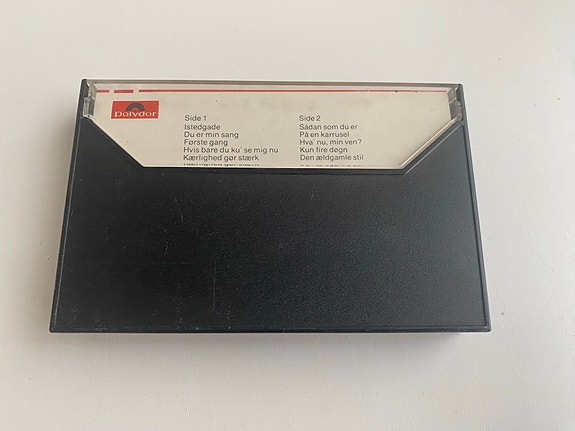 Polydor
Side 1
Istedgade
Du er min sang
Første gang
Hvis bare du ku' se mig nu
Kærlighed gør stærk
Side 2
Sådan som du er
På en karrusel
Hva' nu, min ven?
Kun fire døgn
Den ældgamle stil